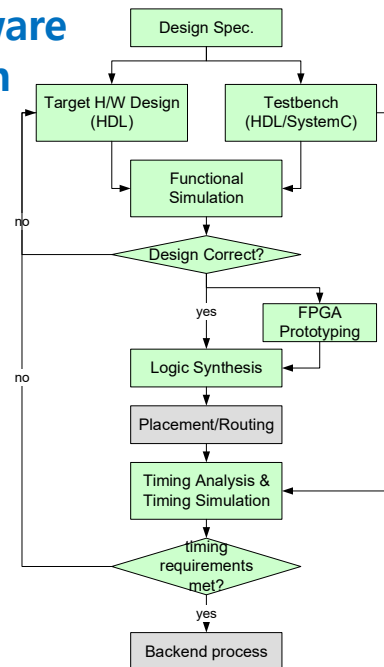 Design Spec.
Target H/W Design
(HDL)
Testbench
(HDL/SystemC)
Functional
Simulation
no
Design Correct?
yes
FPGA
Prototyping
Logic Synthesis
no
Placement/Routing
Timing Analysis &
Timing Simulation
timing
requirements
met?
yes
Backend process